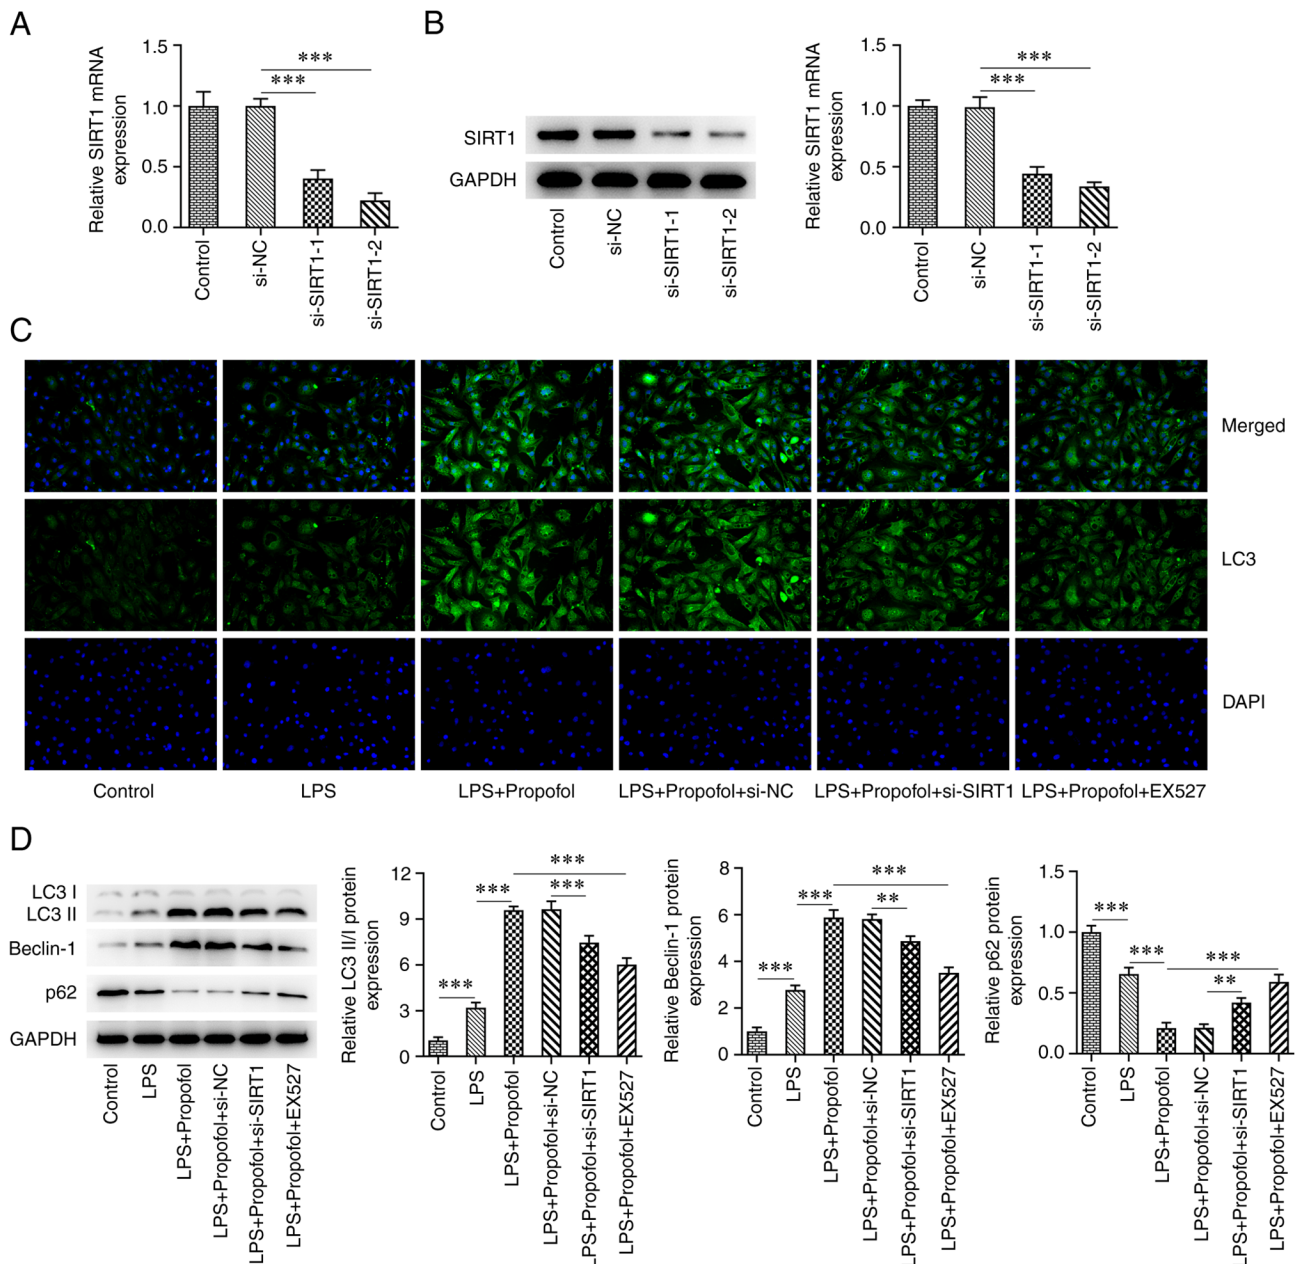 A
Relative SIRT1 mRNA
expression
1.5
1.0
0.5
0.0
***
***
Control
si-NC
si-SIRT1-1
si-SIRT1-2
B
SIRT1
GAPDH
Control
si-NC
si-SIRT1-1
si-SIRT1-2
Relative SIRT1 mRNA
expression
1.5
1.0
0.5
0.0
***
***
Control
si-NC
si-SIRT1-1
si-SIRT1-2
C
Merged
LC3
DAPI
Control
LPS
LPS+Propofol
LPS+Propofol+si-NC
LPS+Propofol+si-SIRT1
LPS+Propofol+EX527
D
LC3 I
LC3 II
Beclin-1
p62
GAPDH
Control
LPS
LPS+Propofol
LPS+Propofol+si-NC
LPS+Propofol+si-SIRT1
LPS+Propofol+EX527
Relative LC3 II/I protein
expression
12
9
6
3
0
***
***
***
***
Control
LPS
LPS+Propofol
LPS+Propofol+si-NC
LPS+Propofol+si-SIRT1
LPS+Propofol+EX527
Relative Beclin-1 protein
expression
8
6
4
2
0
***
***
**
***
Control
LPS
LPS+Propofol
LPS+Propofol+si-NC
LPS+Propofol+si-SIRT1
LPS+Propofol+EX527
Relative p62 protein
expression
1.5
1.0
0.5
0.0
***
***
***
**
Control
LPS
LPS+Propofol
LPS+Propofol+si-NC
LPS+Propofol+si-SIRT1
LPS+Propofol+EX527